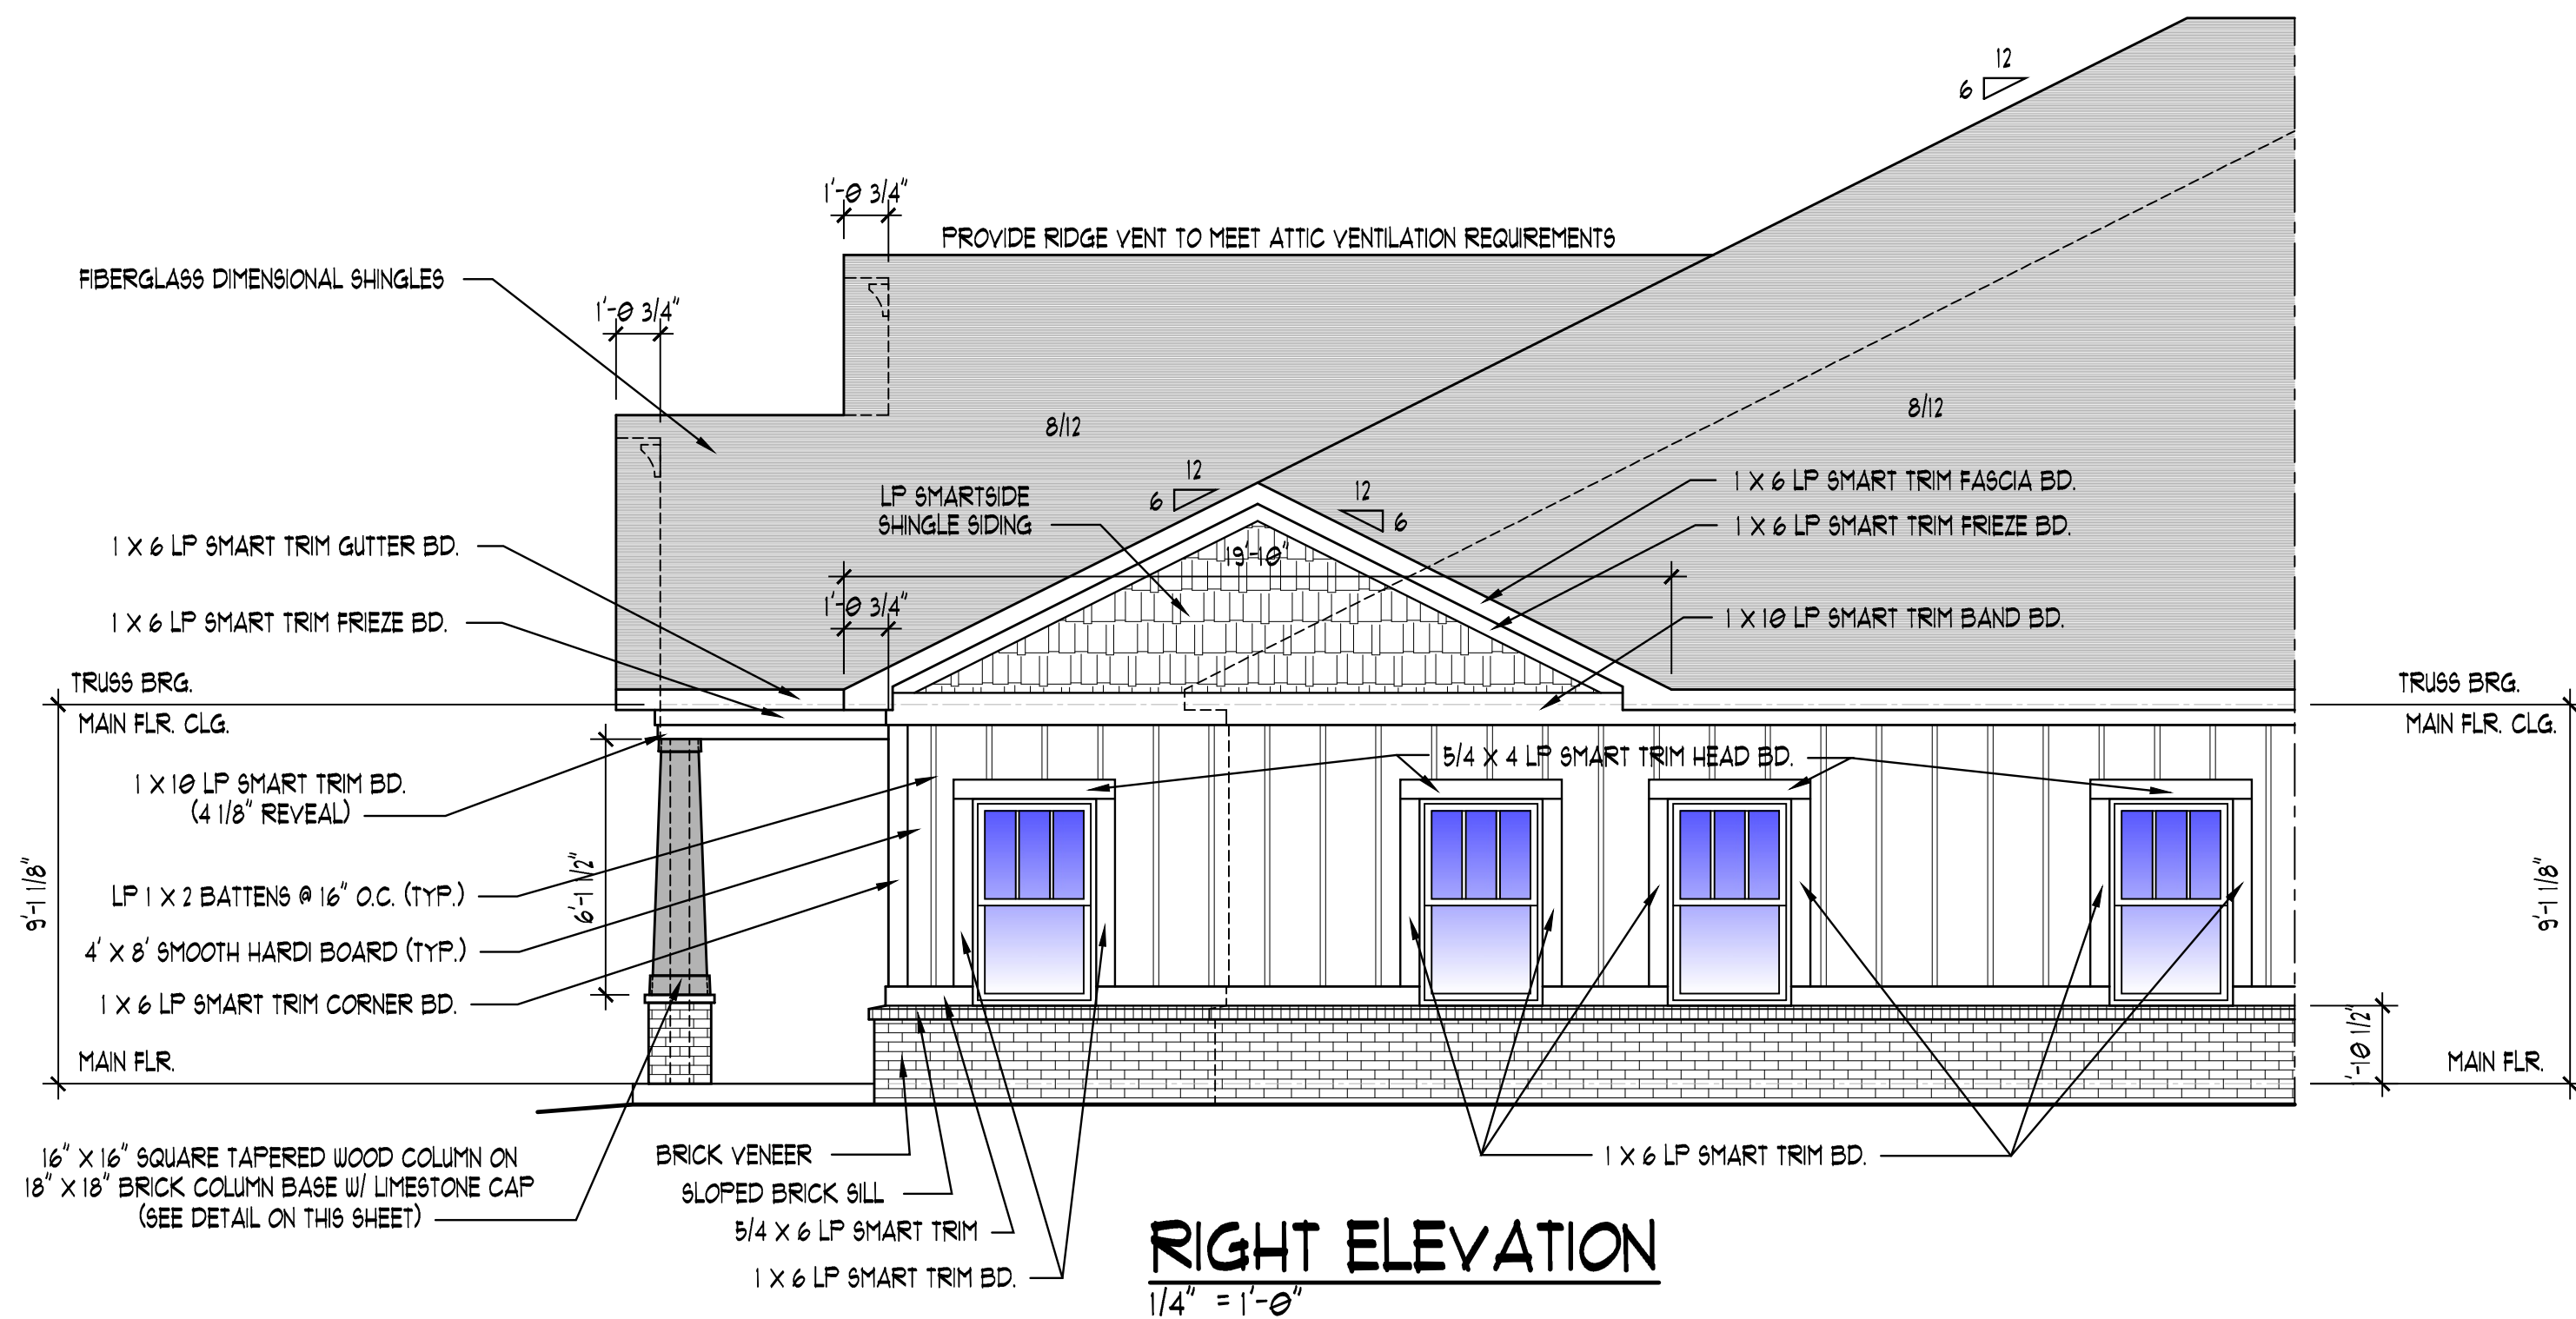 12
6
1'-0 3/4"
PROVIDE RIDGE VENT TO MEET ATTIC VENTILATION REQUIREMENTS
FIBERGLASS DIMENSIONAL SHINGLES
1'-0 3/4"
8/12
8/12
12
6
12
6
LP SMARTSIDE
SHINGLE SIDING
1 X 6 LP SMART TRIM FASCIA BD.
1 X 6 LP SMART TRIM FRIEZE BD.
1 X 6 LP SMART TRIM GUTTER BD.
19'-10"
1'-0 3/4"
1 X 6 LP SMART TRIM FRIEZE BD.
1 X 10 LP SMART TRIM BAND BD.
TRUSS BRG.
MAIN FLR. CLG.
TRUSS BRG.
MAIN FLR. CLG.
5/4 X 4 LP SMART TRIM HEAD BD.
1 X 10 LP SMART TRIM BD.
(4 1/8" REVEAL)
9'-1 1/8"
6'-1 1/2"
9'-1 1/8"
LP 1 X 2 BATTENS @ 16" O.C. (TYP.)
4' X 8' SMOOTH HARDI BOARD (TYP.)
1 X 6 LP SMART TRIM CORNER BD.
MAIN FLR.
1'-10 1/2"
MAIN FLR.
16" X 16" SQUARE TAPERED WOOD COLUMN ON
18" X 18" BRICK COLUMN BASE W/ LIMESTONE CAP
(SEE DETAIL ON THIS SHEET)
BRICK VENEER
SLOPED BRICK SILL
5/4 X 6 LP SMART TRIM
1 X 6 LP SMART TRIM BD.
1 X 6 LP SMART TRIM BD.
RIGHT ELEVATION
1/4" = 1'-0"